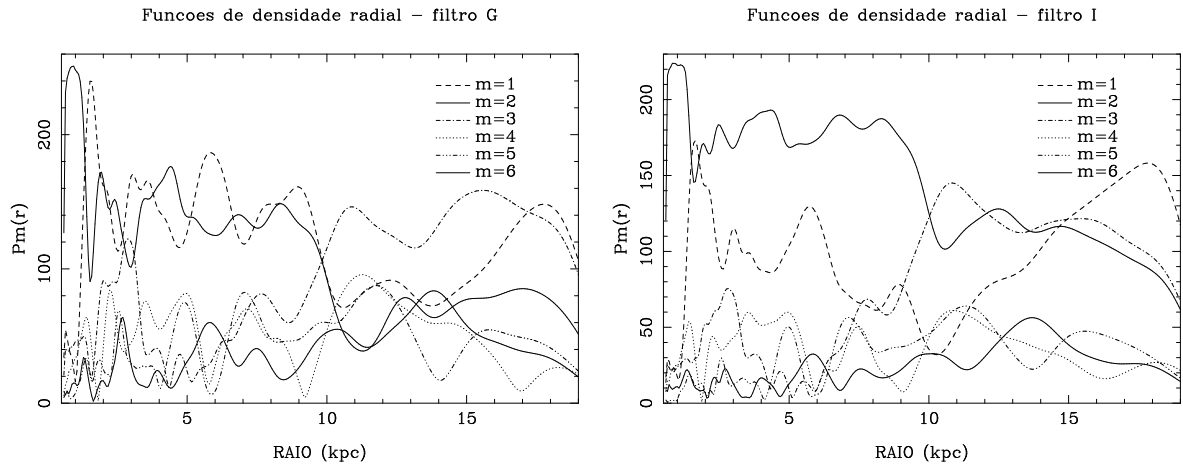 Funcoes de densidade radial – filtro G
Pm(r)
200
100
0
m=1
m=2
m=3
m=4
m=5
m=6
5
10
15
RAIO (kpc)
Funcoes de densidade radial – filtro I
Pm(r)
200
150
100
50
0
m=1
m=2
m=3
m=4
m=5
m=6
5
10
15
RAIO (kpc)